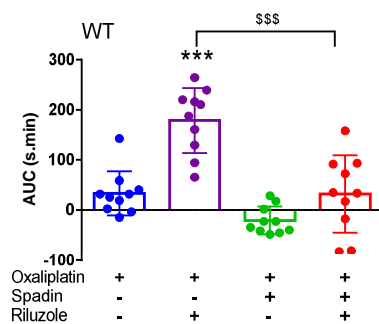 WT
$$$
***
AUC (s.min)
300
200
100
0
-100
Oxaliplatin + + + +
Spadin - - + +
Riluzole - + - +